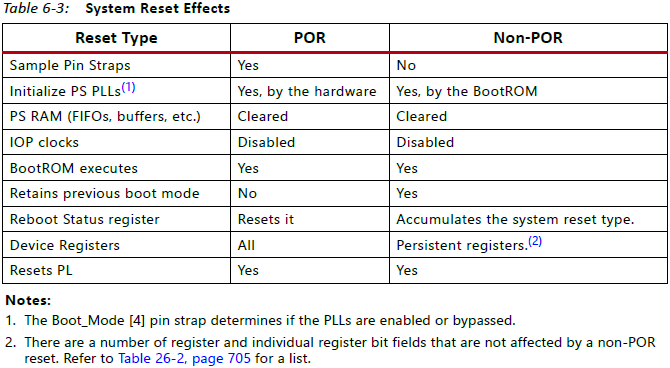 Table 6-3: System Reset Effects
Reset Type POR Non-POR
Sample Pin Straps Yes No
Initialize PS PLLs(1) Yes, by the hardware Yes, by the BootROM
PS RAM (FIFOs, buffers, etc.) Cleared Cleared
IOP clocks Disabled Disabled
BootROM executes Yes Yes
Retains previous boot mode No Yes
Reboot Status register Resets it Accumulates the system reset type.
Device Registers All Persistent registers.(2)
Resets PL Yes Yes
Notes:
1. The Boot_Mode [4] pin strap determines if the PLLs are enabled or bypassed.
2. There are a number of register and individual register bit fields that are not affected by a non-POR
reset. Refer to Table 26-2, page 705 for a list.